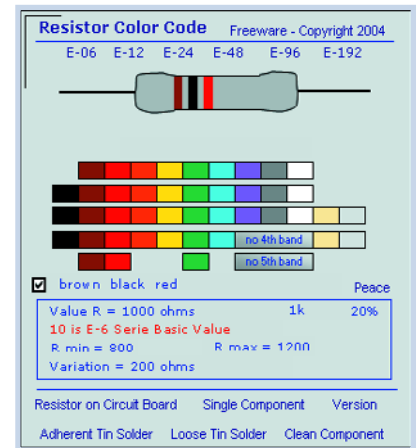 Resistor Color Code Freeware - Copyright 2004
E-06 E-12 E-24 E-48 E-96 E-192
no 4th band
no 5th band
brown black red Peace
Value R = 1000 ohms 1k 20%
10 is E-6 Serie Basic Value
R min = 800 R max = 1200
Variation = 200 ohms
Resistor on Circuit Board Single Component Version
Adherent Tin Solder Loose Tin Solder Clean Component